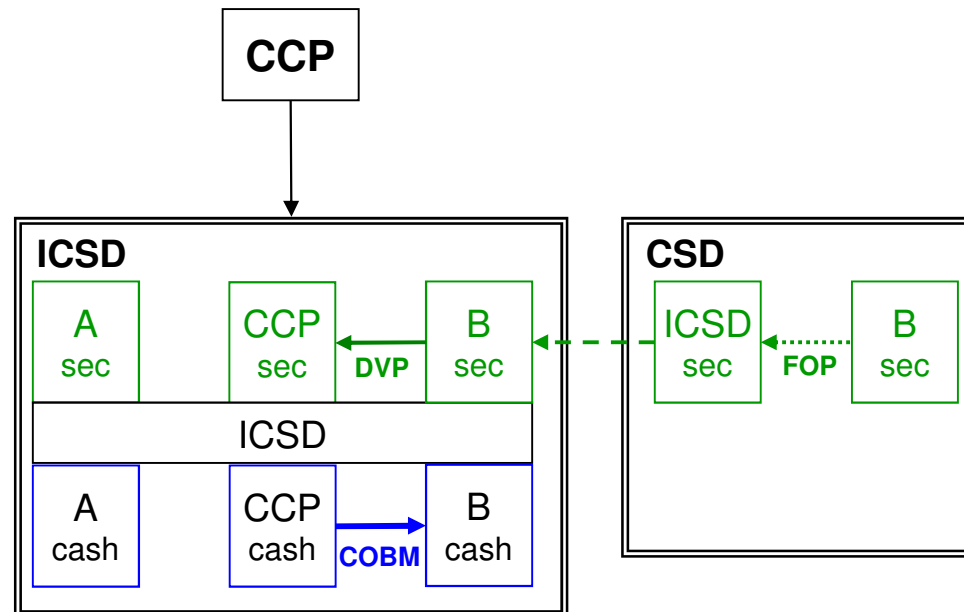 CCP
ICSD
CSD
A
sec
CCP
sec
DVP
B
sec
ICSD
sec
FOP
B
sec
ICSD
A
cash
CCP
cash
COBM
B
cash